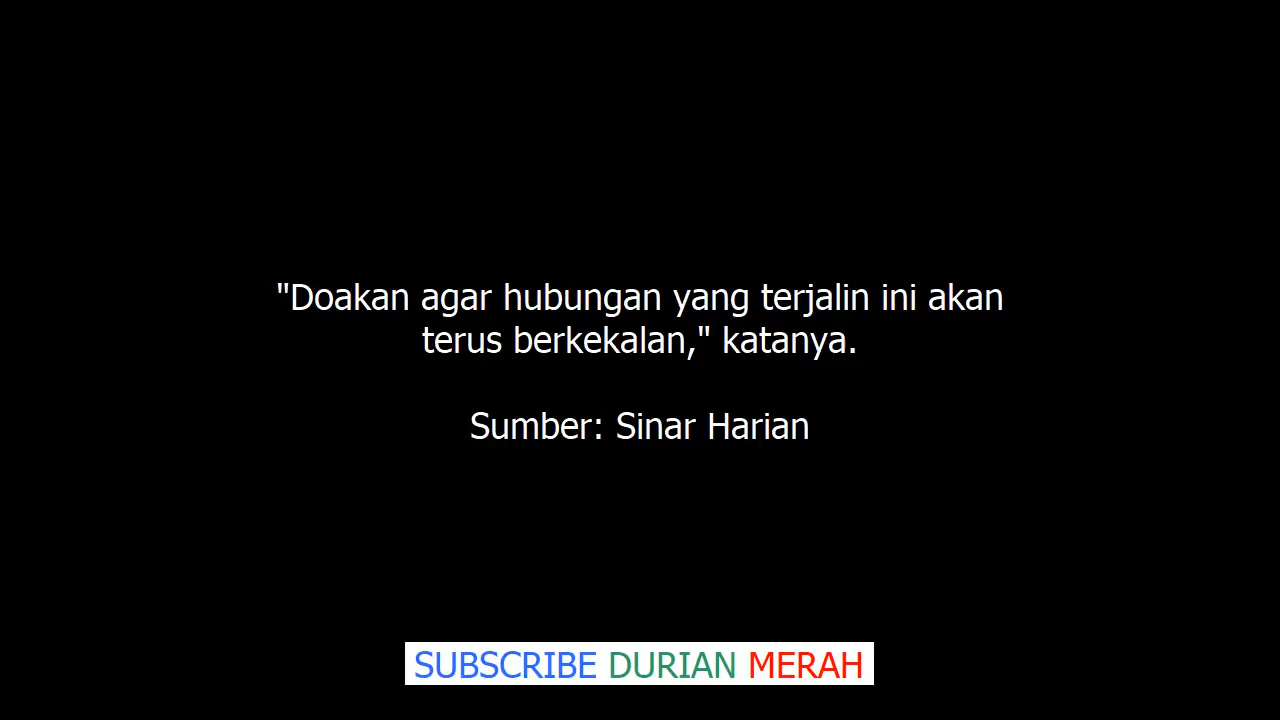 "Doakan agar hubungan yang terjalin ini akan
terus berkekalan," katanya.
Sumber: Sinar Harian
SUBSCRIBE DURIAN MERAH